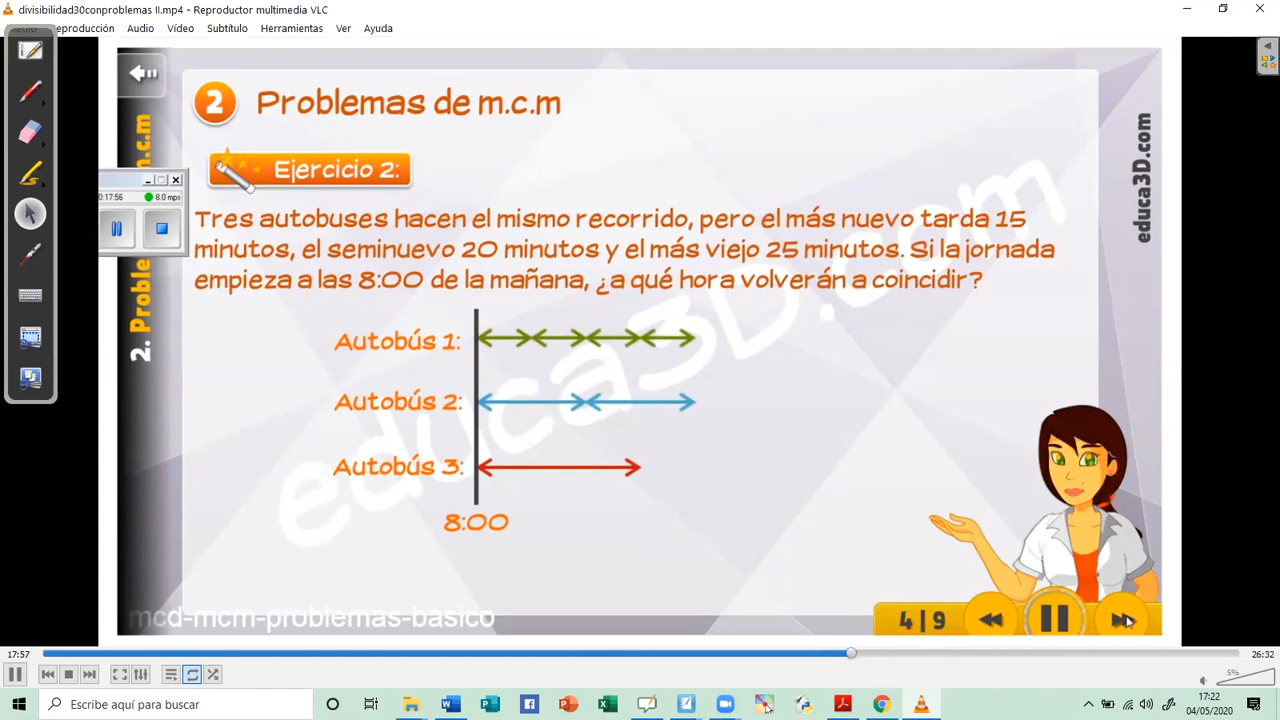 divisibilidad30conproblemas II.mp4 - Reproductor multimedia VLC
Reproducción Audio Vídeo Subtítulo Herramientas Ver Ayuda
2 Problemas de m.c.m
Ejercicio 2:
Tres autobuses hacen el mismo recorrido, pero el más nuevo tarda 15
minutos, el seminuevo 20 minutos y el más viejo 25 minutos. Si la jornada
empieza a las 8:00 de la mañana, ¿a qué hora volverán a coincidir?
Autobús 1:
Autobús 2:
Autobús 3:
8:00
2. Proble
m.c.m
0:17:56 8.0 mps
educa3D.com
educa3D.com
mcd-mcm-problemas-basico
4|9
17:57
26:32
5%
Escribe aquí para buscar
17:22
04/05/2020